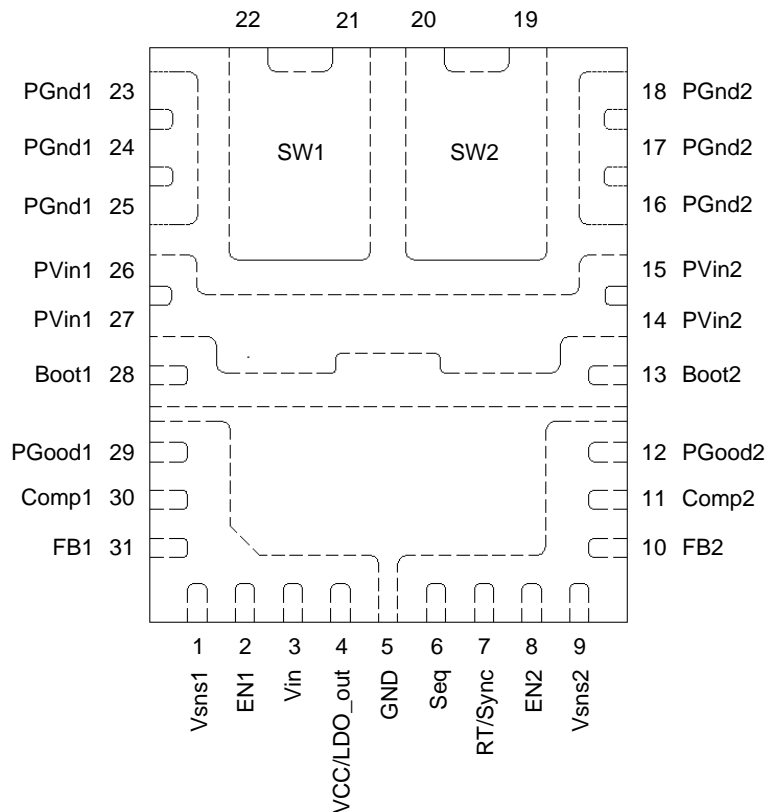 22 21 20 19
PGnd1 23 18 PGnd2
PGnd1 24 SW1 SW2 17 PGnd2
PGnd1 25 16 PGnd2
PVin1 26 15 PVin2
PVin1 27 14 PVin2
Boot1 28 13 Boot2
PGood1 29 12 PGood2
Comp1 30 11 Comp2
FB1 31 10 FB2
1 2 3 4 5 6 7 8 9
Vsns1
EN1
Vin
VCC/LDO_out
GND
Seq
RT/Sync
EN2
Vsns2